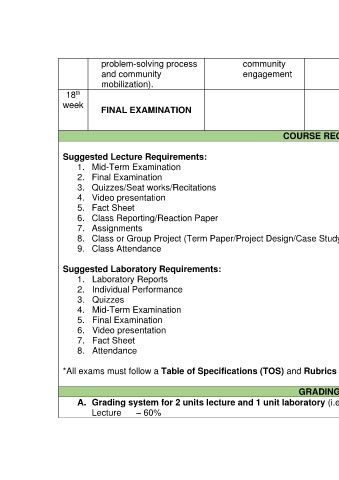 problem-solving process
and community
mobilization).
community
engagement
18th
week
FINAL EXAMINATION
COURSE REQ
Suggested Lecture Requirements:
1. Mid-Term Examination
2. Final Examination
3. Quizzes/Seat works/Recitations
4. Video presentation
5. Fact Sheet
6. Class Reporting/Reaction Paper
7. Assignments
8. Class or Group Project (Term Paper/Project Design/Case Study
9. Class Attendance
Suggested Laboratory Requirements:
1. Laboratory Reports
2. Individual Performance
3. Quizzes
4. Mid-Term Examination
5. Final Examination
6. Video presentation
7. Fact Sheet
8. Attendance
*All exams must follow a Table of Specifications (TOS) and Rubrics
GRADING
A. Grading system for 2 units lecture and 1 unit laboratory (i.e
Lecture – 60%